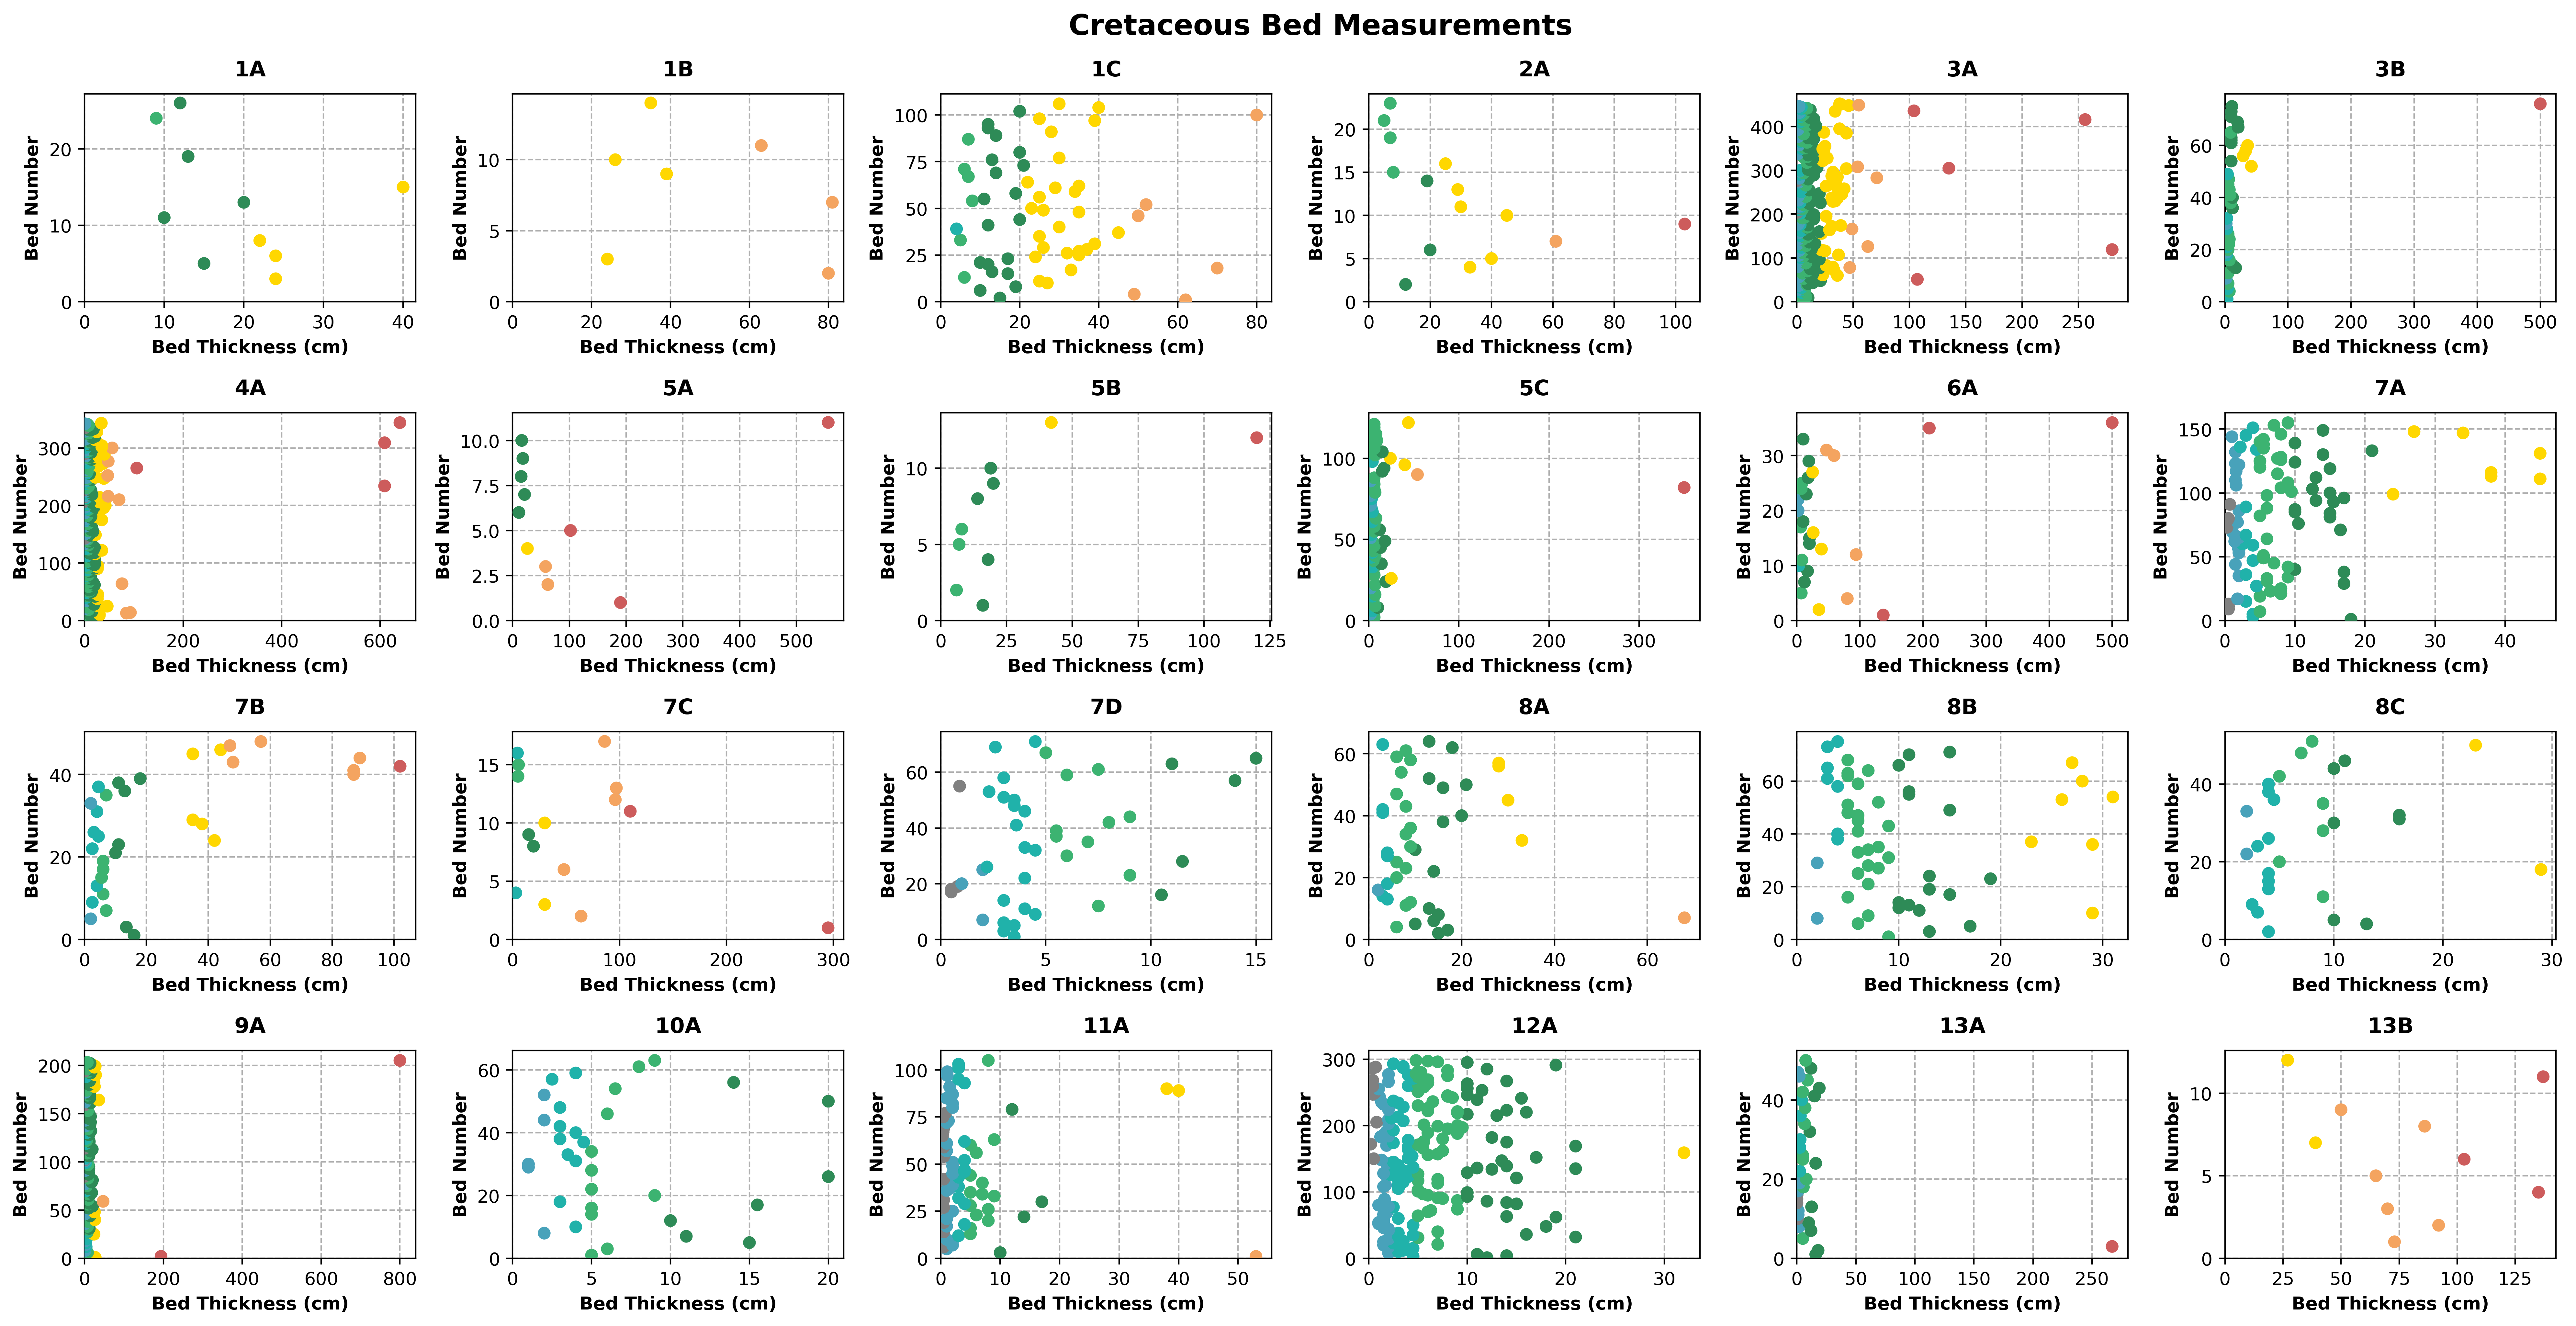 Cretaceous Bed Measurements
1A 1B 1C 2A 3A 3B
Bed Number 0 10 20
0 10 20 30 40
Bed Thickness (cm)
Bed Number 0 5 10
0 20 40 60 80
Bed Thickness (cm)
Bed Number 0 25 50 75 100
0 20 40 60 80
Bed Thickness (cm)
Bed Number 0 5 10 15 20
0 20 40 60 80 100
Bed Thickness (cm)
Bed Number 0 100 200 300 400
0 50 100 150 200 250
Bed Thickness (cm)
Bed Number 0 20 40 60
0 100 200 300 400 500
Bed Thickness (cm)
4A 5A 5B 5C 6A 7A
Bed Number 0 100 200 300
0 200 400 600
Bed Thickness (cm)
Bed Number 0.0 2.5 5.0 7.5 10.0
0 100 200 300 400 500
Bed Thickness (cm)
Bed Number 0 5 10
0 25 50 75 100 125
Bed Thickness (cm)
Bed Number 0 50 100
0 100 200 300
Bed Thickness (cm)
Bed Number 0 10 20 30
0 100 200 300 400 500
Bed Thickness (cm)
Bed Number 0 50 100 150
0 10 20 30 40
Bed Thickness (cm)
7B 7C 7D 8A 8B 8C
Bed Number 0 20 40
0 20 40 60 80 100
Bed Thickness (cm)
Bed Number 0 5 10 15
0 100 200 300
Bed Thickness (cm)
Bed Number 0 20 40 60
0 5 10 15
Bed Thickness (cm)
Bed Number 0 20 40 60
0 20 40 60
Bed Thickness (cm)
Bed Number 0 20 40 60
0 10 20 30
Bed Thickness (cm)
Bed Number 0 20 40
0 10 20 30
Bed Thickness (cm)
9A 10A 11A 12A 13A 13B
Bed Number 0 50 100 150 200
0 200 400 600 800
Bed Thickness (cm)
Bed Number 0 20 40 60
0 5 10 15 20
Bed Thickness (cm)
Bed Number 0 25 50 75 100
0 10 20 30 40 50
Bed Thickness (cm)
Bed Number 0 100 200 300
0 10 20 30
Bed Thickness (cm)
Bed Number 0 20 40
0 50 100 150 200 250
Bed Thickness (cm)
Bed Number 0 5 10
0 25 50 75 100 125
Bed Thickness (cm)